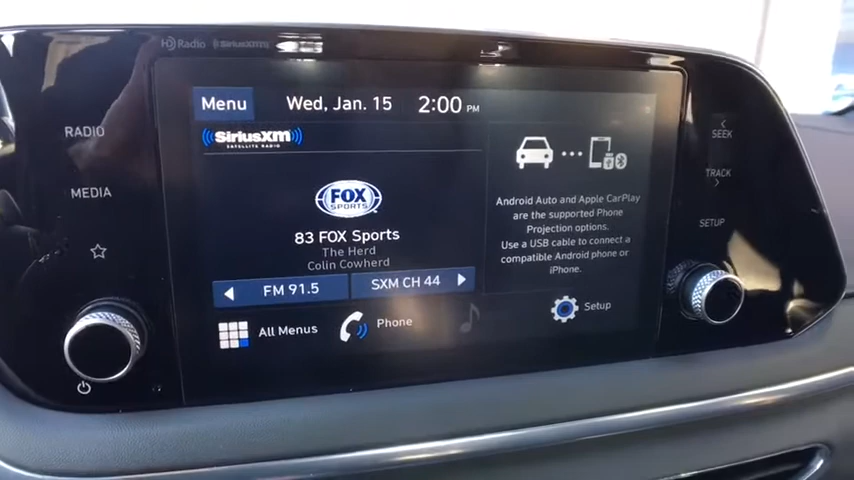 HD Radio SiriusXM
RADIO
MEDIA
Menu
Wed, Jan. 15
2:00 PM
SiriusXM
SATELLITE RADIO
FOX
SPORTS
83 FOX Sports
The Herd
Colin Cowherd
FM 91.5
SXM CH 44
All Menus
Phone
Android Auto and Apple CarPlay
are the supported Phone
Projection options.
Use a USB cable to connect a
compatible Android phone or
iPhone.
Setup
SEEK
TRACK
SETUP